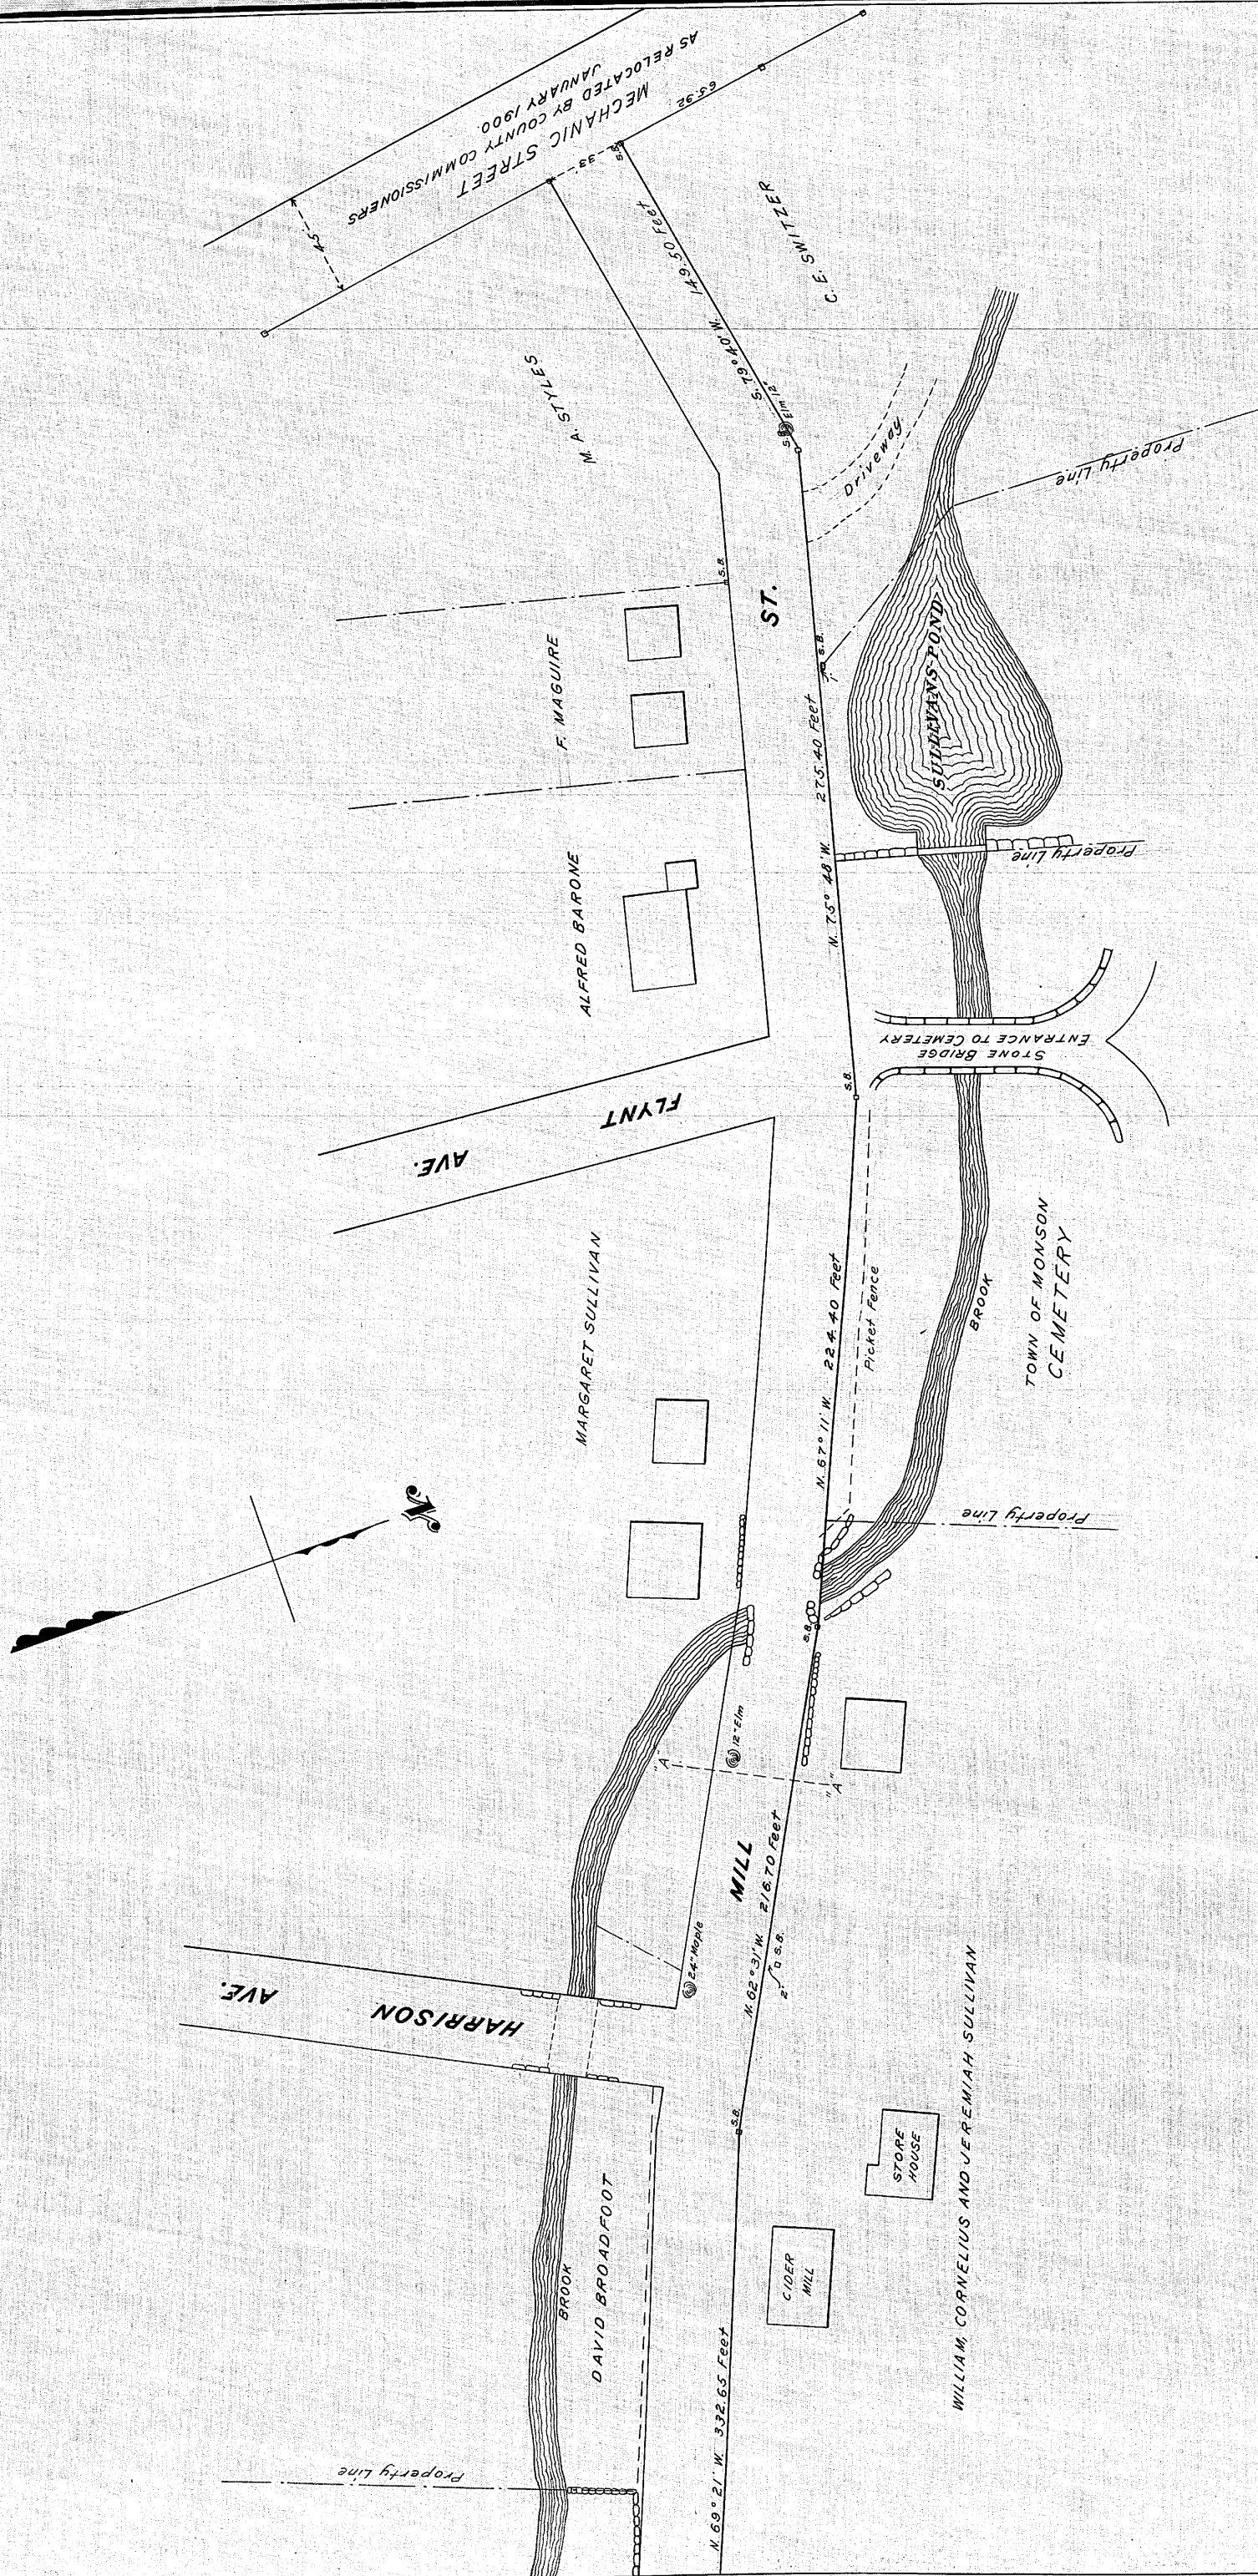 MECHANIC STREET
AS RELOCATED BY COUNTY COMMISSIONERS
JANUARY 1900.
45
33
65.92
S.B.
149.50 Feet
S. 79° 40' W.
C. E. SWITZER
M. A. STYLES
S.B.
Elm 12"
Driveway
Property Line
S.B.
ST.
F. MAGUIRE
1'
S.B.
SULLIVANS POND
N. 75° 48' W. 275.40 Feet
Property Line
ALFRED BARONE
STONE BRIDGE
ENTRANCE TO CEMETERY
S.B.
FLYNT
AVE.
MARGARET SULLIVAN
N. 67° 11' W. 224.40 Feet
Picket Fence
BROOK
TOWN OF MONSON
CEMETERY
Property Line
N
S.B.
12" Elm
"A"
"A"
MILL
N. 62° 31' W. 216.70 Feet
24" Maple
2'
S.B.
HARRISON
AVE.
S.B.
STORE
HOUSE
CIDER
MILL
WILLIAM, CORNELIUS AND JEREMIAH SULLIVAN
BROOK
DAVID BROADFOOT
N. 69° 21' W. 332.65 Feet
Property Line